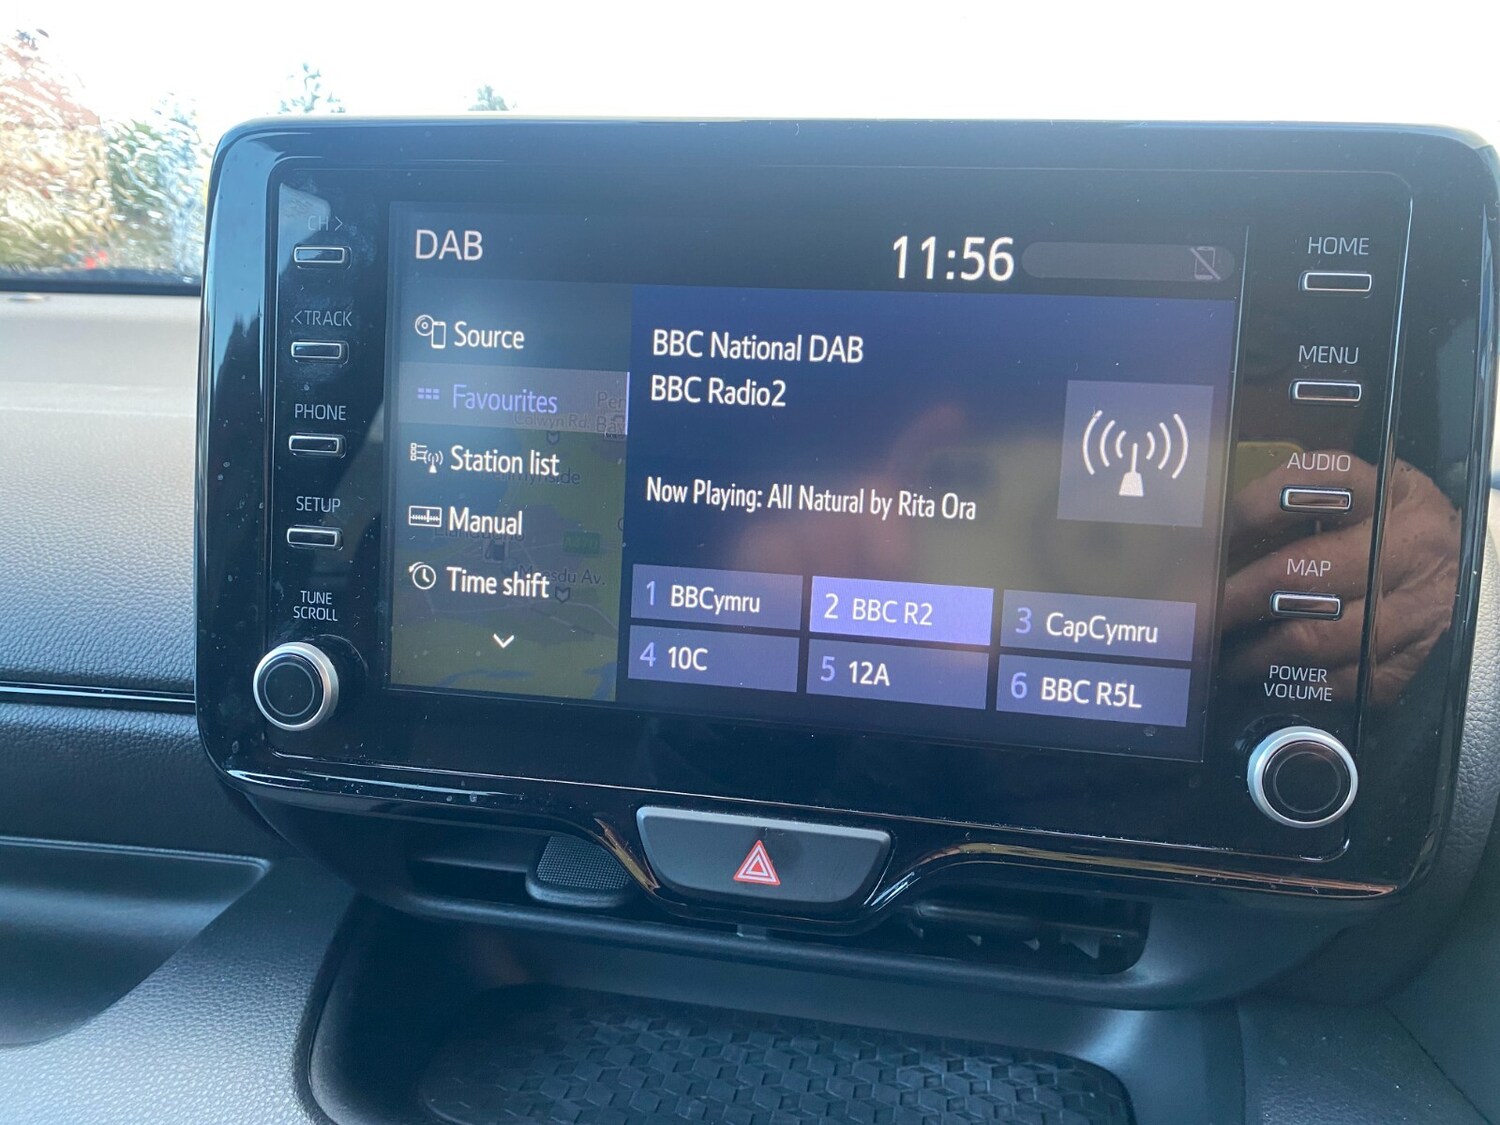 CH >
< TRACK
PHONE
SETUP
TUNE
SCROLL
DAB
11:56
Source
Favourites
Colwyn Rd
Station list
Manual
Time shift
BBC National DAB
BBC Radio2
Now Playing: All Natural by Rita Ora
1 BBCymru
2 BBC R2
3 CapCymru
4 10C
5 12A
6 BBC R5L
HOME
MENU
AUDIO
MAP
POWER
VOLUME